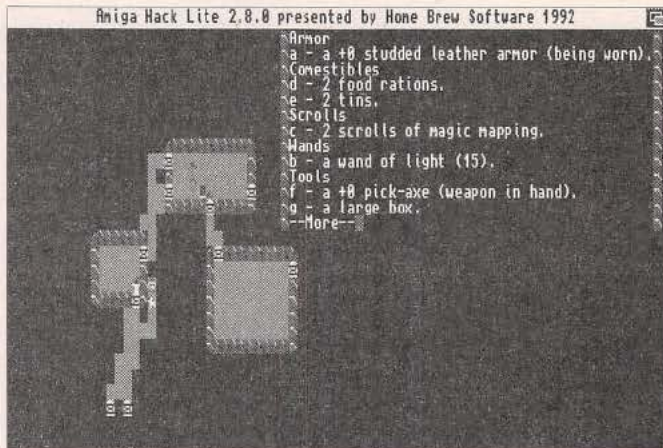 Amiga Hack Lite 2.8.0 presented by Home Brew Software 1992
Armor
a - a +0 studded leather armor (being worn).
Comestibles
d - 2 food rations.
e - 2 tins.
Scrolls
c - 2 scrolls of magic mapping.
Wands
b - a wand of light (15).
Tools
f - a +0 pick-axe (weapon in hand).
g - a large box.
--More--